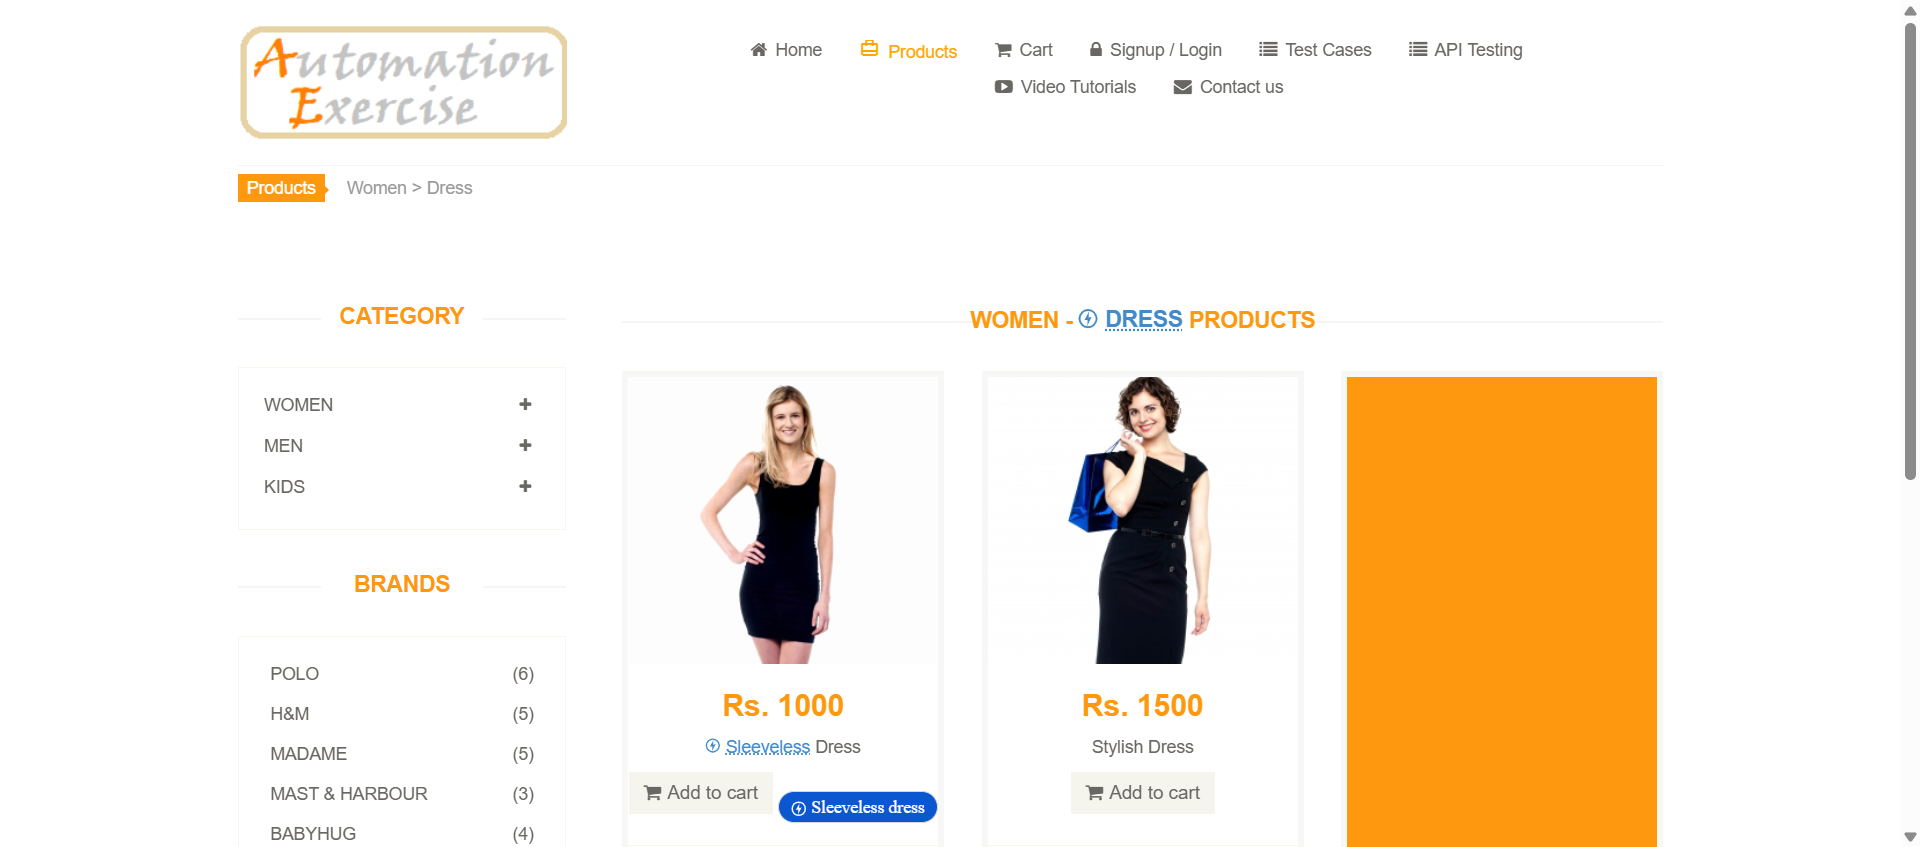 Automation
Exercise
Home
Products
Cart
Signup / Login
Test Cases
API Testing
Video Tutorials
Contact us
Products
Women > Dress
CATEGORY
WOMEN
MEN
KIDS
BRANDS
POLO (6)
H&M (5)
MADAME (5)
MAST & HARBOUR (3)
BABYHUG (4)
WOMEN - DRESS PRODUCTS
Rs. 1000
Sleeveless Dress
Add to cart
Sleeveless dress
Rs. 1500
Stylish Dress
Add to cart